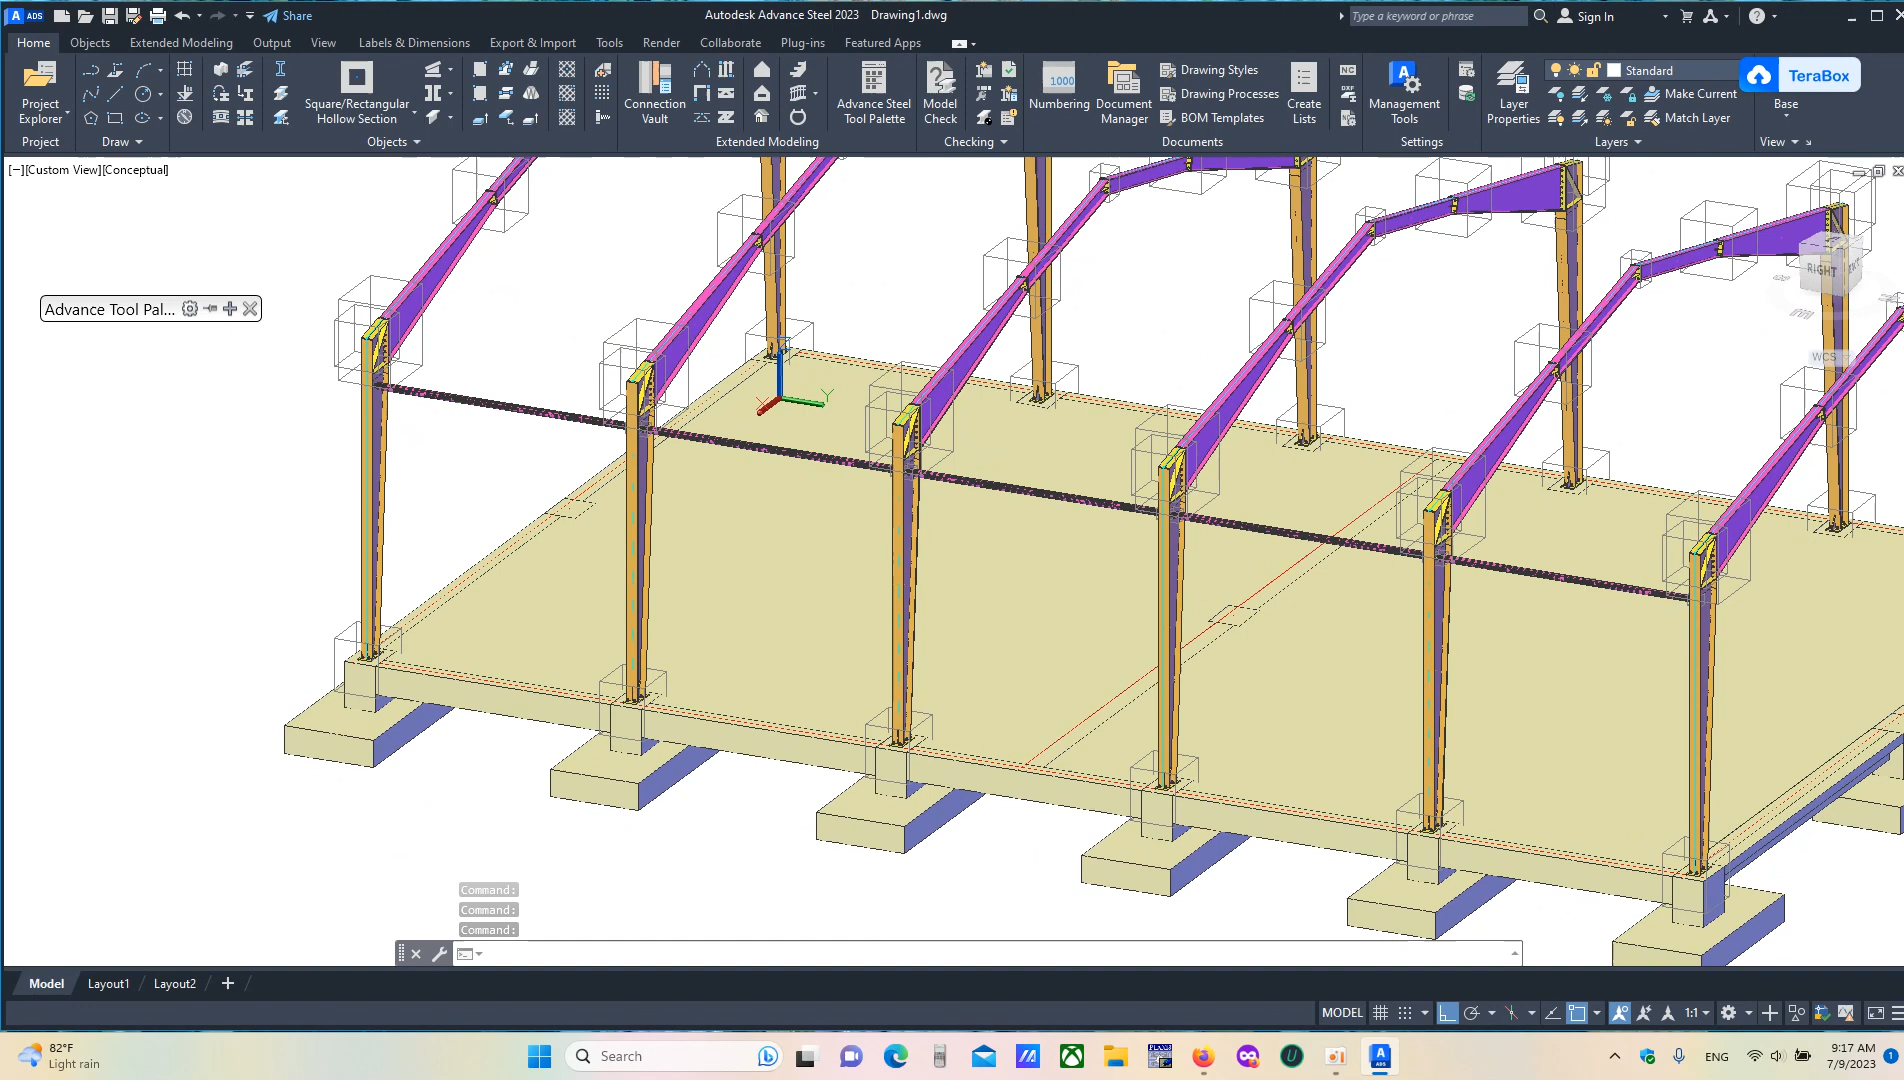 A ADS
Share
Autodesk Advance Steel 2023 Drawing1.dwg
Type a keyword or phrase
Sign In
Home Objects Extended Modeling Output View Labels & Dimensions Export & Import Tools Render Collaborate Plug-ins Featured Apps
Project
Explorer
Square/Rectangular
Hollow Section
Connection
Vault
Advance Steel
Tool Palette
Model
Check
1000
Numbering
Document
Manager
Drawing Styles
Drawing Processes
BOM Templates
Create
Lists
NC
DXF
Management
Tools
Layer
Properties
Standard
Make Current
Match Layer
TeraBox
Base
Project Draw Objects Extended Modeling Checking Documents Settings Layers View
[−][Custom View][Conceptual]
Advance Tool Pal...
RIGHT
WCS
X
Y
Command:
Command:
Command:
Model Layout1 Layout2
MODEL
1:1
82°F
Light rain
Search
ENG
9:17 AM
7/9/2023
1